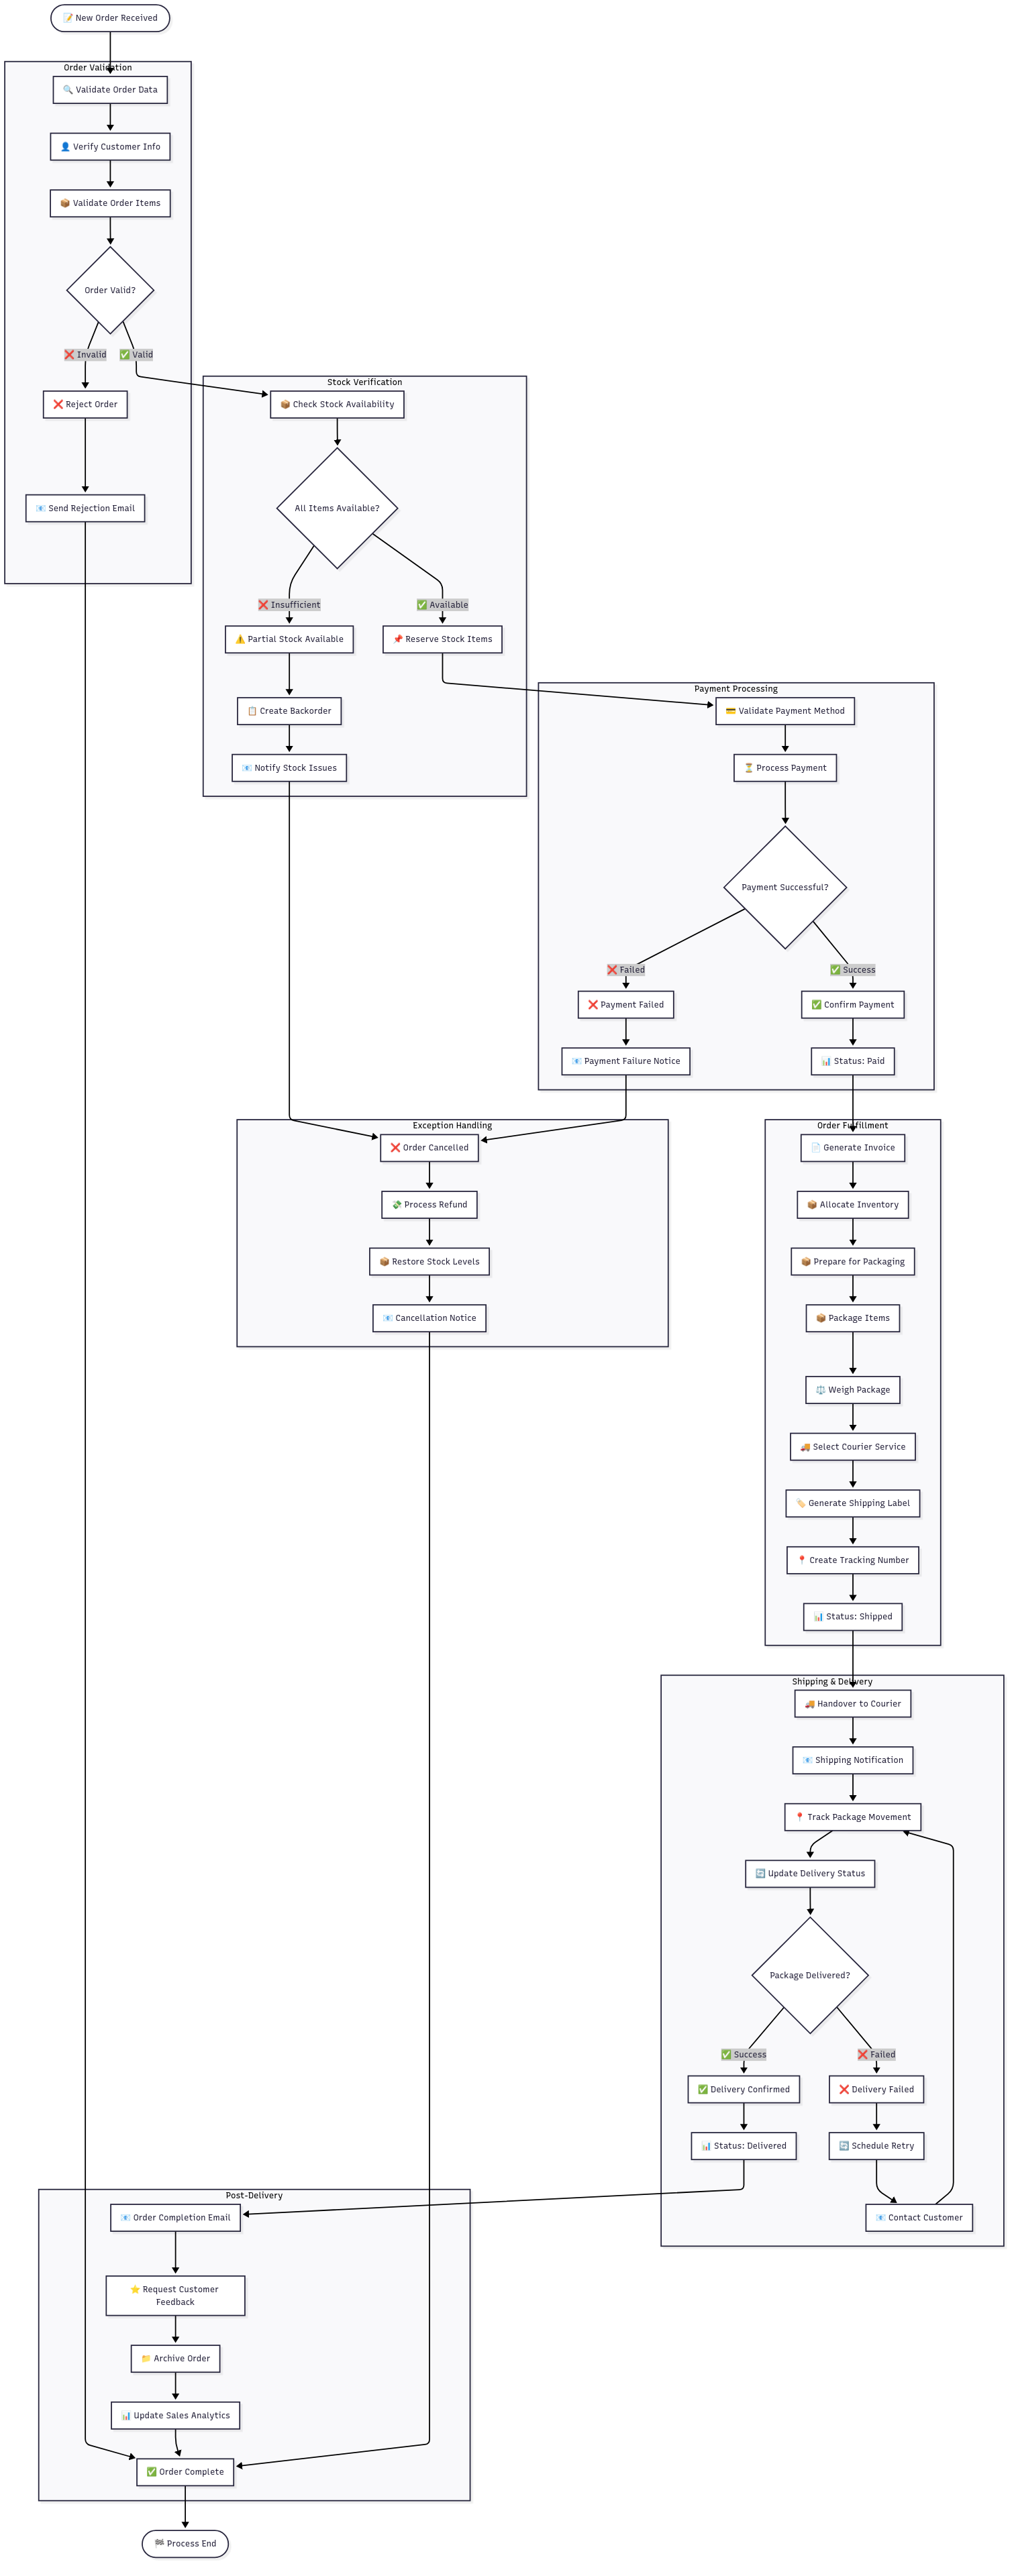 📝 New Order Received
Order Validation
🔍 Validate Order Data
👤 Verify Customer Info
📦 Validate Order Items
Order Valid?
❌ Invalid
✅ Valid
❌ Reject Order
📧 Send Rejection Email
Stock Verification
📦 Check Stock Availability
All Items Available?
❌ Insufficient
✅ Available
⚠️ Partial Stock Available
📌 Reserve Stock Items
📋 Create Backorder
📧 Notify Stock Issues
Payment Processing
💳 Validate Payment Method
⏳ Process Payment
Payment Successful?
❌ Failed
✅ Success
❌ Payment Failed
✅ Confirm Payment
📧 Payment Failure Notice
📊 Status: Paid
Exception Handling
❌ Order Cancelled
💸 Process Refund
📦 Restore Stock Levels
📧 Cancellation Notice
Order Fulfillment
📄 Generate Invoice
📦 Allocate Inventory
📦 Prepare for Packaging
📦 Package Items
⚖️ Weigh Package
🚚 Select Courier Service
🏷️ Generate Shipping Label
📍 Create Tracking Number
📊 Status: Shipped
Shipping & Delivery
🚚 Handover to Courier
📧 Shipping Notification
📍 Track Package Movement
🔄 Update Delivery Status
Package Delivered?
✅ Success
❌ Failed
✅ Delivery Confirmed
❌ Delivery Failed
📊 Status: Delivered
🔄 Schedule Retry
📧 Contact Customer
Post-Delivery
📧 Order Completion Email
⭐ Request Customer
Feedback
📁 Archive Order
📊 Update Sales Analytics
✅ Order Complete
🏁 Process End